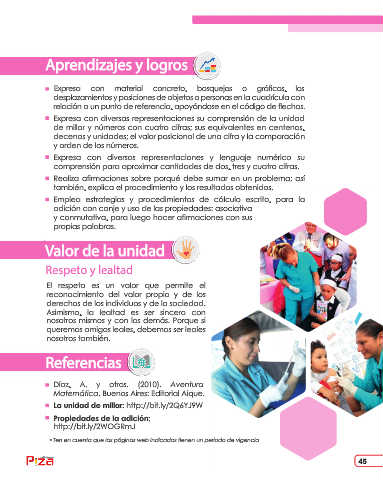 Aprendizajes y logros
Expreso con material concreto, bosquejos o gráficos, los
desplazamientos y posiciones de objetos o personas en la cuadrícula con
relación a un punto de referencia, apoyándose en el código de flechas.
Expresa con diversas representaciones su comprensión de la unidad
de millar y números con cuatro cifras; sus equivalentes en centenas,
decenas y unidades; el valor posicional de una cifra y la comparación
y orden de los números.
Expresa con diversas representaciones y lenguaje numérico su
comprensión para aproximar cantidades de dos, tres y cuatro cifras.
Realiza afirmaciones sobre porqué debe sumar en un problema; así
también, explica el procedimiento y los resultados obtenidos.
Empleo estrategias y procedimientos de cálculo escrito, para la
adición con canje y uso de las propiedades: asociativa
y conmutativa, para luego hacer afirmaciones con sus
propias palabras.
Valor de la unidad
Respeto y lealtad
El respeto es un valor que permite el
reconocimiento del valor propio y de los
derechos de los individuos y de la sociedad.
Asimismo, la lealtad es ser sincero con
nosotros mismos y con los demás. Porque si
queremos amigos leales, debemos ser leales
nosotros también.
Referencias
Díaz, A. y otros. (2010). Aventura
Matemática. Buenos Aires: Editorial Aique.
La unidad de millar: http://bit.ly/2Q6YJ9W
Propiedades de la adición:
http://bit.ly/2WOGRmJ
• Ten en cuenta que las páginas web indicadas tienen un periodo de vigencia
Piza
45